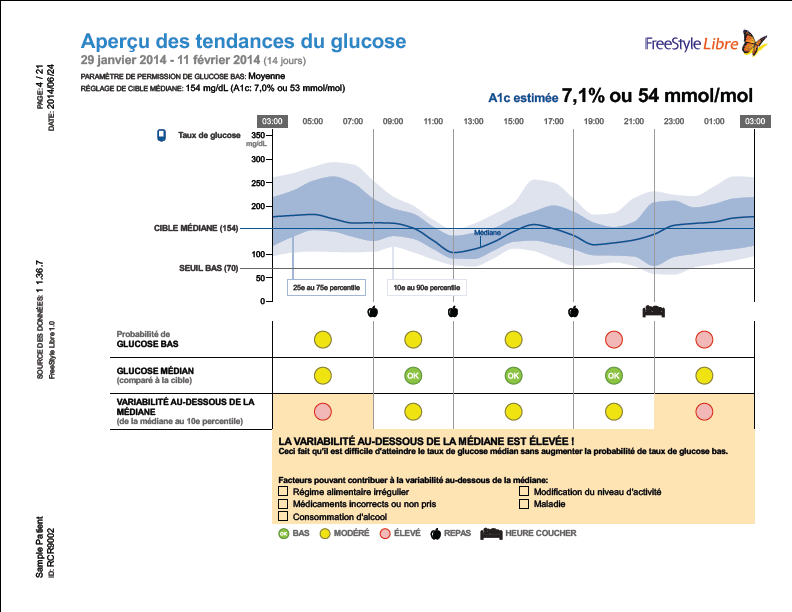 Aperçu des tendances du glucose
29 janvier 2014 - 11 février 2014 (14 jours)
PARAMÈTRE DE PERMISSION DE GLUCOSE BAS: Moyenne
RÉGLAGE DE CIBLE MÉDIANE: 154 mg/dL (A1c: 7,0% ou 53 mmol/mol)
FreeStyle Libre
A1c estimée 7,1% ou 54 mmol/mol
PAGE: 4 / 21
DATE: 2014/06/24
03:00 05:00 07:00 09:00 11:00 13:00 15:00 17:00 19:00 21:00 23:00 01:00 03:00
Taux de glucose 350
mg/dL
300
250
200
CIBLE MÉDIANE (154)
Médiane
100
SEUIL BAS (70)
50
25e au 75e percentile
10e au 90e percentile
0
SOURCE DES DONNÉES: 1 1.36.7
FreeStyle Libre 1.0
Probabilité de
GLUCOSE BAS
GLUCOSE MÉDIAN
(comparé à la cible)
OK OK OK
VARIABILITÉ AU-DESSOUS DE LA
MÉDIANE
(de la médiane au 10e percentile)
LA VARIABILITÉ AU-DESSOUS DE LA MÉDIANE EST ÉLEVÉE !
Ceci fait qu'il est difficile d'atteindre le taux de glucose médian sans augmenter la probabilité de taux de glucose bas.
Facteurs pouvant contribuer à la variabilité au-dessous de la médiane:
Régime alimentaire irrégulier
Modification du niveau d'activité
Médicaments incorrects ou non pris
Maladie
Consommation d'alcool
OK BAS MODÉRÉ ÉLEVÉ REPAS HEURE COUCHER
Sample Patient
ID: RCR9002